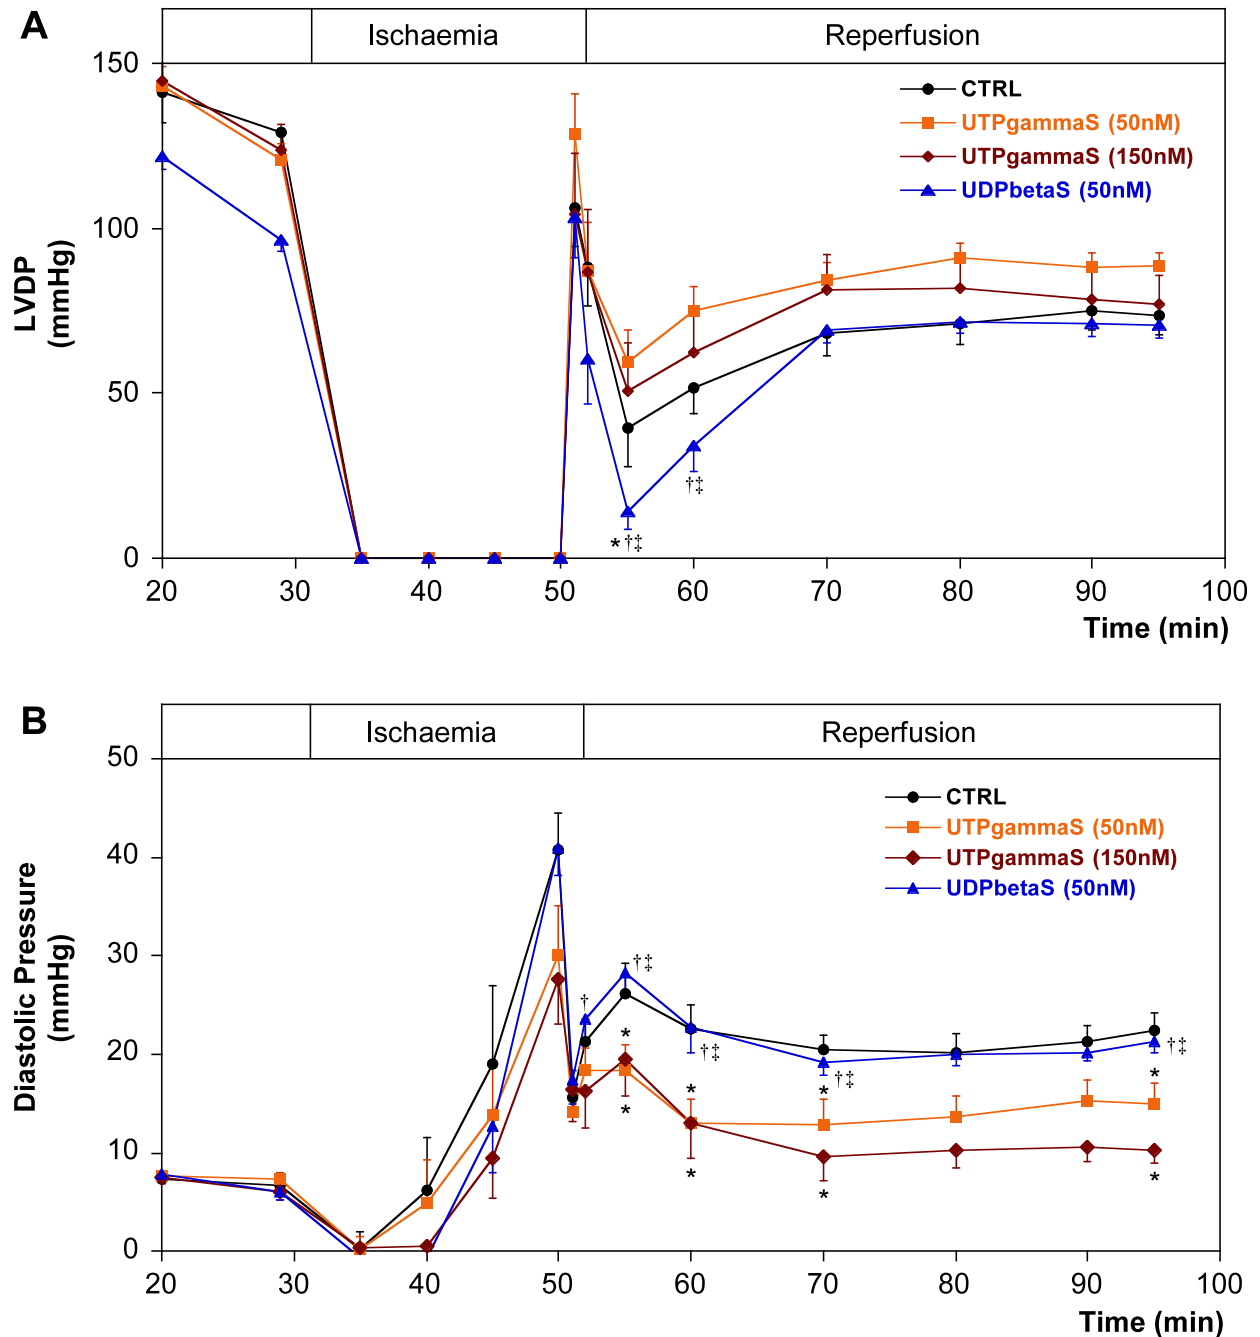 A
Ischaemia
Reperfusion
150
100
50
0
LVDP
(mmHg)
CTRL
UTPgammaS (50nM)
UTPgammaS (150nM)
UDPbetaS (50nM)
†‡
*†‡
20 30 40 50 60 70 80 90 100
Time (min)
B
Ischaemia
Reperfusion
50
40
30
20
10
0
Diastolic Pressure
(mmHg)
CTRL
UTPgammaS (50nM)
UTPgammaS (150nM)
UDPbetaS (50nM)
†‡
†
*
†‡
†‡
†‡
*
*
*
*
*
*
*
20 30 40 50 60 70 80 90 100
Time (min)